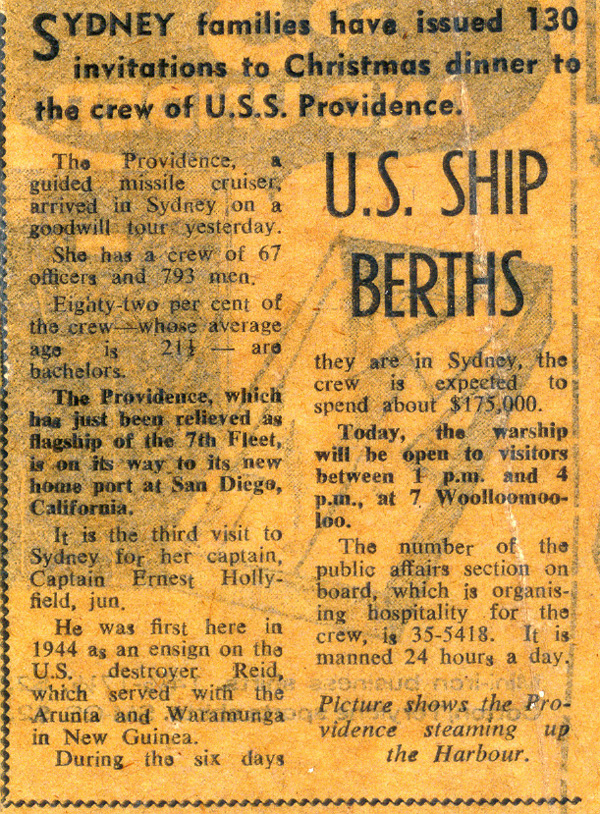 SYDNEY families have issued 130
invitations to Christmas dinner to
the crew of U.S.S. Providence.
The Providence, a
guided missile cruiser,
arrived in Sydney on a
goodwill tour yesterday.
She has a crew of 67
officers and 793 men.
Eighty-two per cent of
the crew—whose average
age is 21½ — are
bachelors.
The Providence, which
has just been relieved as
flagship of the 7th Fleet,
is on its way to its new
home port at San Diego,
California.
It is the third visit to
Sydney for her captain,
Captain Ernest Holly-
field, jun.
He was first here in
1944 as an ensign on the
U.S. destroyer Reid,
which served with the
Arunta and Waramunga
in New Guinea.
During the six days
U.S. SHIP
BERTHS
they are in Sydney, the
crew is expected to
spend about $175,000.
Today, the warship
will be open to visitors
between 1 p.m. and 4
p.m., at 7 Woolloomoo-
loo.
The number of the
public affairs section on
board, which is organis-
ing hospitality for the
crew, is 35-5418. It is
manned 24 hours a day.
Picture shows the Pro-
vidence steaming up
the Harbour.